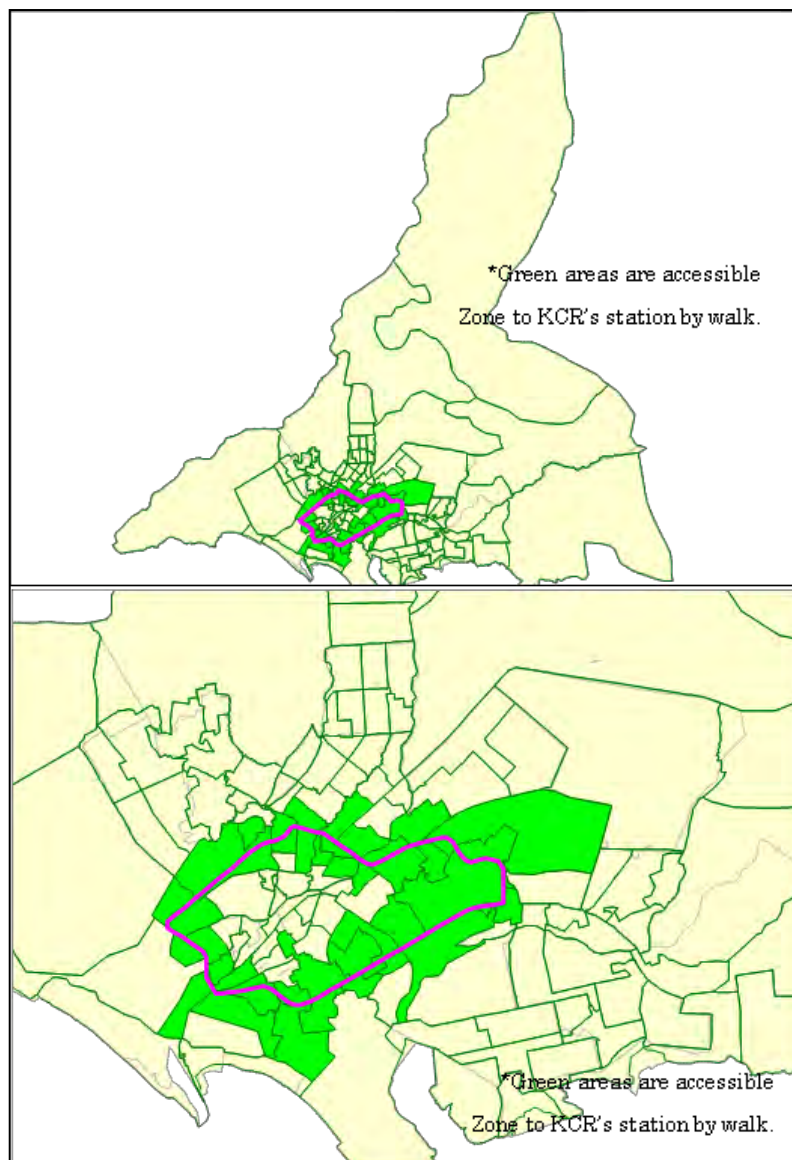 *Green areas are accessible
Zone to KCR's station by walk.
*Green areas are accessible
Zone to KCR's station by walk.